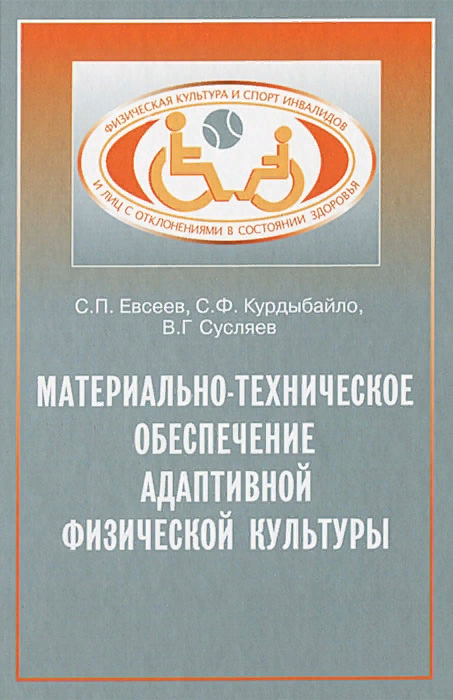 ФИЗИЧЕСКАЯ КУЛЬТУРА И СПОРТ ИНВАЛИДОВ
И ЛИЦ С ОТКЛОНЕНИЯМИ В СОСТОЯНИИ ЗДОРОВЬЯ
С.П. Евсеев, С.Ф. Курдыбайло,
В.Г Сусляев
МАТЕРИАЛЬНО-ТЕХНИЧЕСКОЕ
ОБЕСПЕЧЕНИЕ
АДАПТИВНОЙ
ФИЗИЧЕСКОЙ КУЛЬТУРЫ